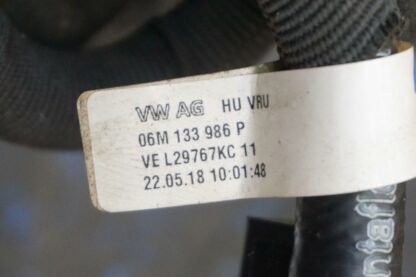 VW AG HU VRU
06M 133 986 P
VE L29767KC 11
22.05.18 10:01:48